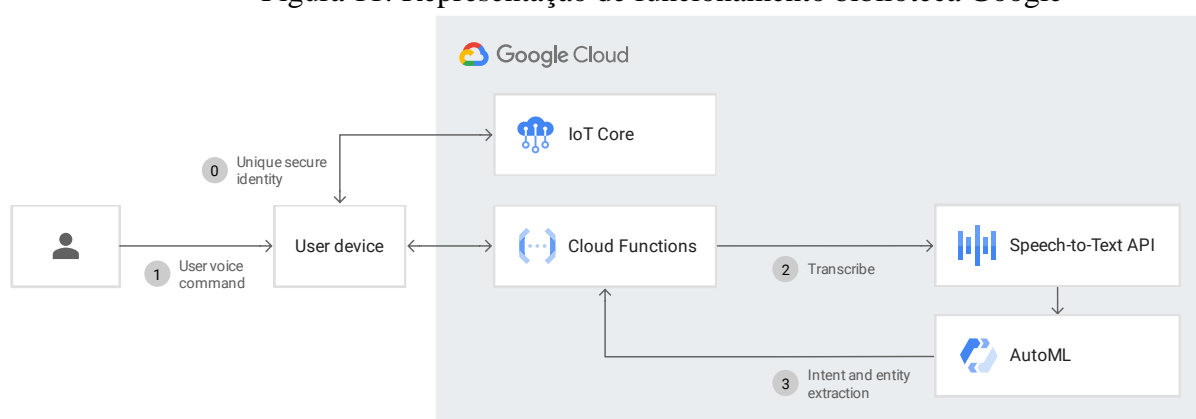 Figura 11: Representação de funcionamento biblioteca Google
Google Cloud
IoT Core
0 Unique secure
identity
User device
Cloud Functions
Speech-to-Text API
1 User voice
command
2 Transcribe
AutoML
3 Intent and entity
extraction